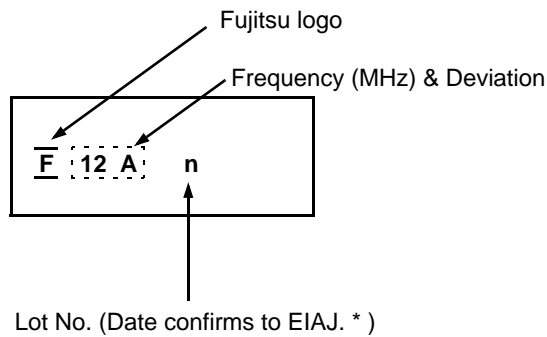 Fujitsu logo
Frequency (MHz) & Deviation
F 12 A n
Lot No. (Date confirms to EIAJ. * )